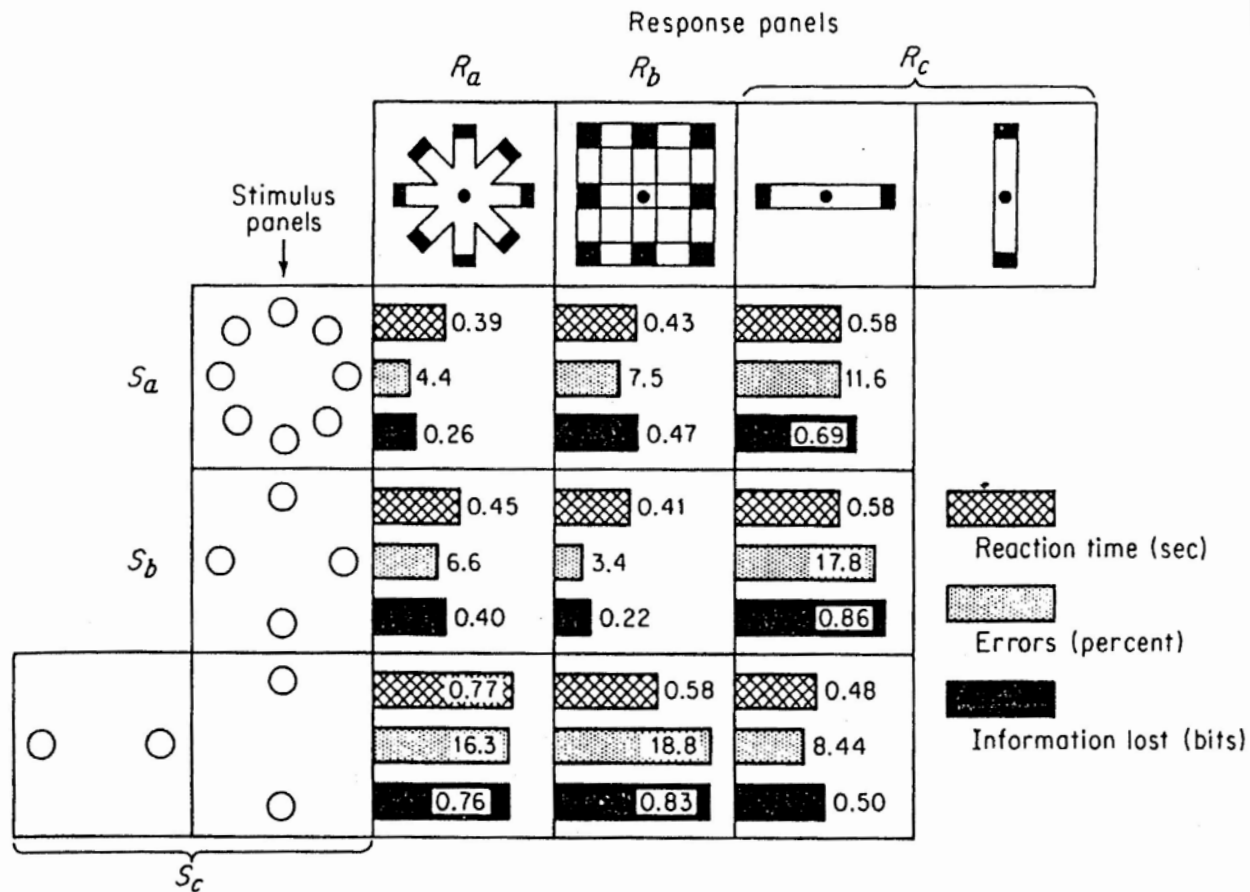 Response panels
Ra Rb Rc
Stimulus
panels
Sa
0.39 0.43 0.58
4.4 7.5 11.6
0.26 0.47 0.69
Sb
0.45 0.41 0.58
6.6 3.4 17.8
0.40 0.22 0.86
0.77 0.58 0.48
16.3 18.8 8.44
0.76 0.83 0.50
Sc
Reaction time (sec)
Errors (percent)
Information lost (bits)